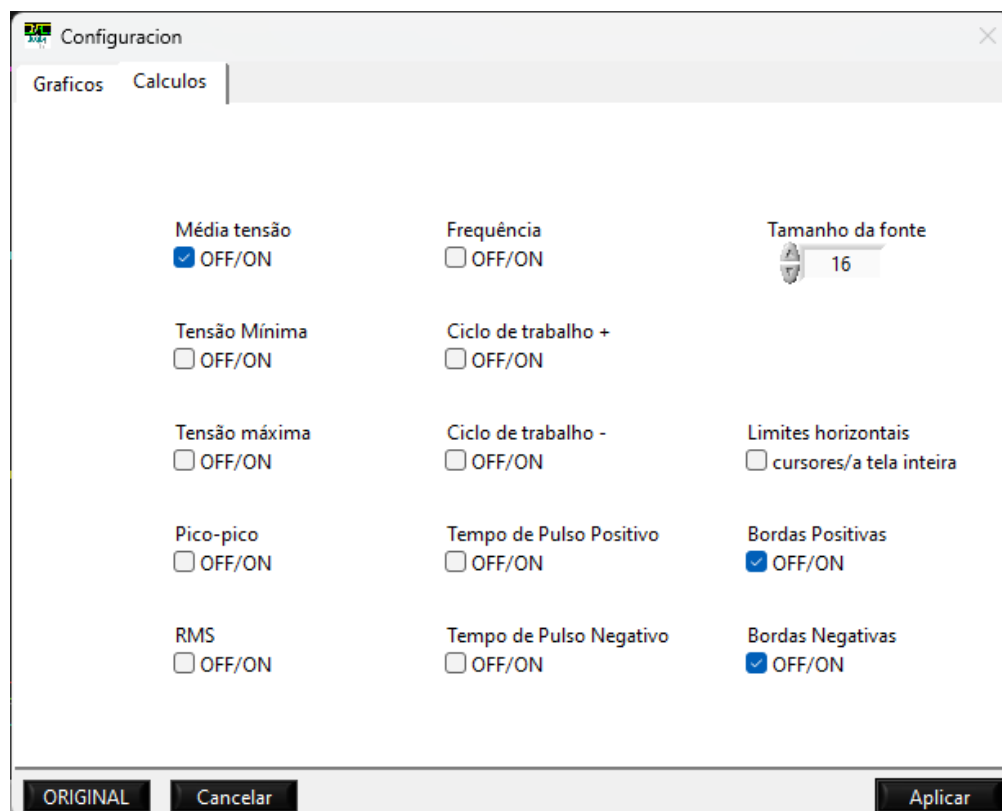 Configuracion
Graficos Calculos
Média tensão Frequência Tamanho da fonte
OFF/ON OFF/ON 16
Tensão Mínima Ciclo de trabalho +
OFF/ON OFF/ON
Tensão máxima Ciclo de trabalho - Limites horizontais
OFF/ON OFF/ON cursores/a tela inteira
Pico-pico Tempo de Pulso Positivo Bordas Positivas
OFF/ON OFF/ON OFF/ON
RMS Tempo de Pulso Negativo Bordas Negativas
OFF/ON OFF/ON OFF/ON
ORIGINAL Cancelar Aplicar